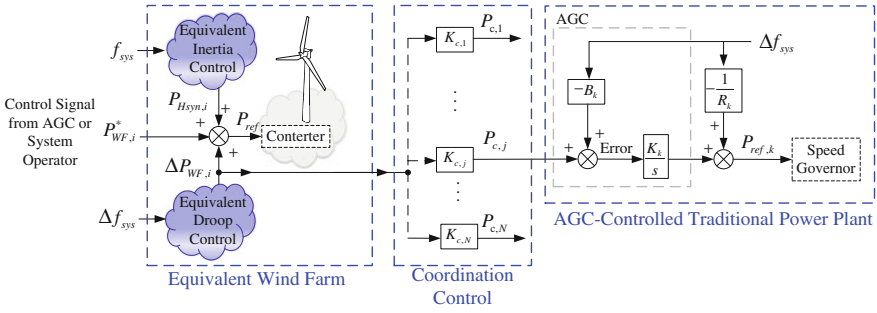 f_sys
Control Signal
from AGC or
System
Operator
P*_WF,i
Δf_sys
Equivalent
Inertia
Control
P_Hsyn,i
+
+
+
P_ref
Conterter
ΔP_WF,i
Equivalent
Droop
Control
Equivalent Wind Farm
K_c,1
P_c,1
K_c,j
P_c,j
K_c,N
P_c,N
Coordination
Control
AGC
Δf_sys
−B_k
−1/R_k
+
+
Error
K_k/s
+
+
P_ref,k
Speed
Governor
AGC-Controlled Traditional Power Plant